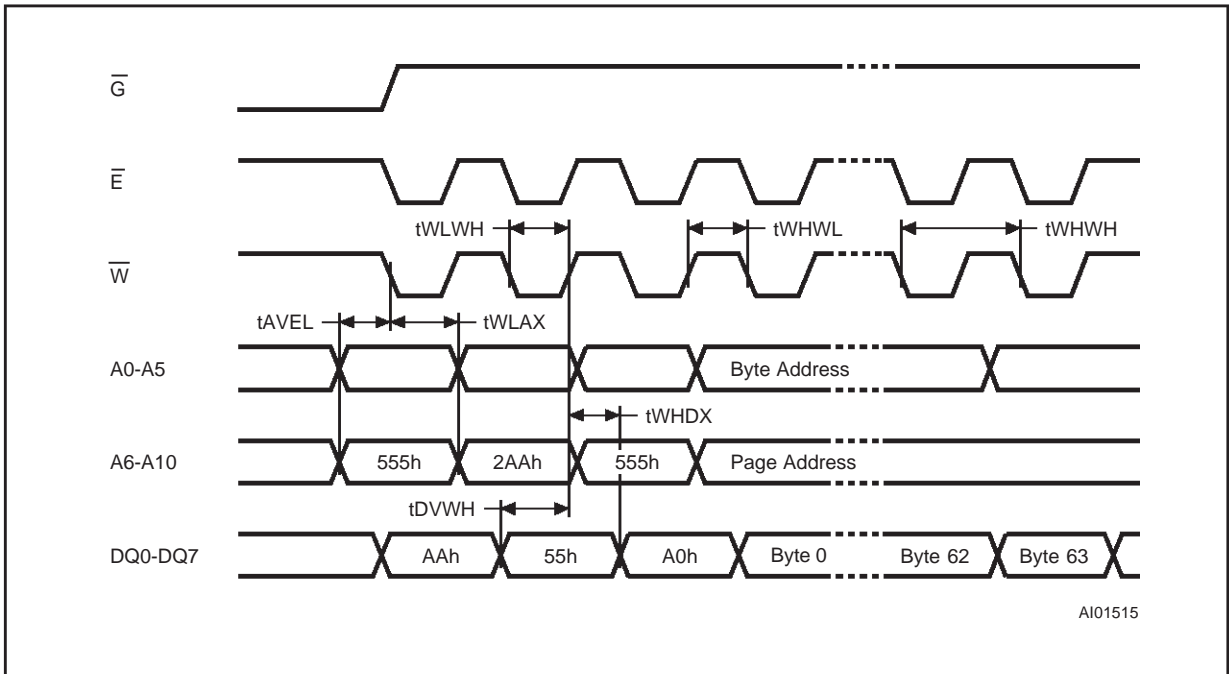 G̅
E̅
tWLWH
tWHWL
tWHWH
W̅
tAVEL
tWLAX
A0-A5
Byte Address
tWHDX
A6-A10
555h
2AAh
555h
Page Address
tDVWH
DQ0-DQ7
AAh
55h
A0h
Byte 0
Byte 62
Byte 63
AI01515